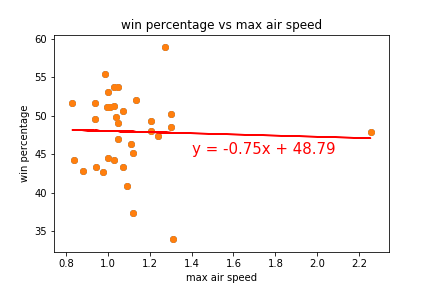 win percentage vs max air speed
60
55
50
45
40
35
win percentage
y = -0.75x + 48.79
0.8 1.0 1.2 1.4 1.6 1.8 2.0 2.2
max air speed